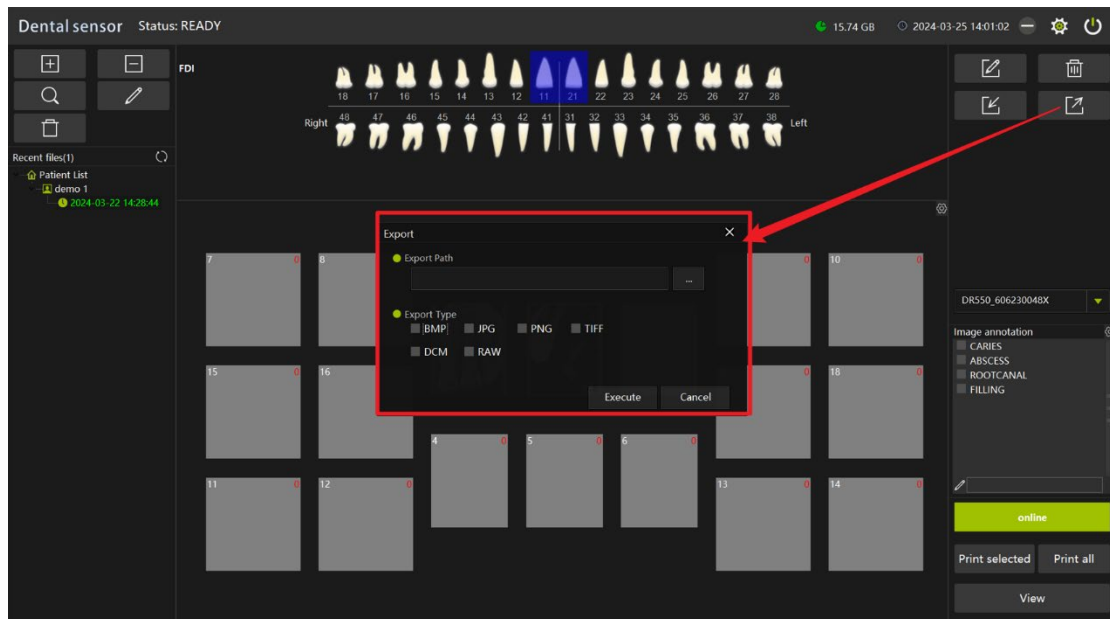 Dental sensor Status: READY 15.74 GB 2024-03-25 14:01:02
FDI
18 17 16 15 14 13 12 11 21 22 23 24 25 26 27 28
Right 48 47 46 45 44 43 42 41 31 32 33 34 35 36 37 38 Left
Recent files(1)
Patient List
demo 1
2024-03-22 14:28:44
Export
Export Path
...
Export Type
BMP JPG PNG TIFF
DCM RAW
Execute Cancel
7 0 8 0 10 0
15 0 16 0 18 0
4 0 5 0 6 0
11 0 12 0 13 0 14 0
DR550_606230048X
Image annotation
CARIES
ABSCESS
ROOTCANAL
FILLING
online
Print selected Print all
View